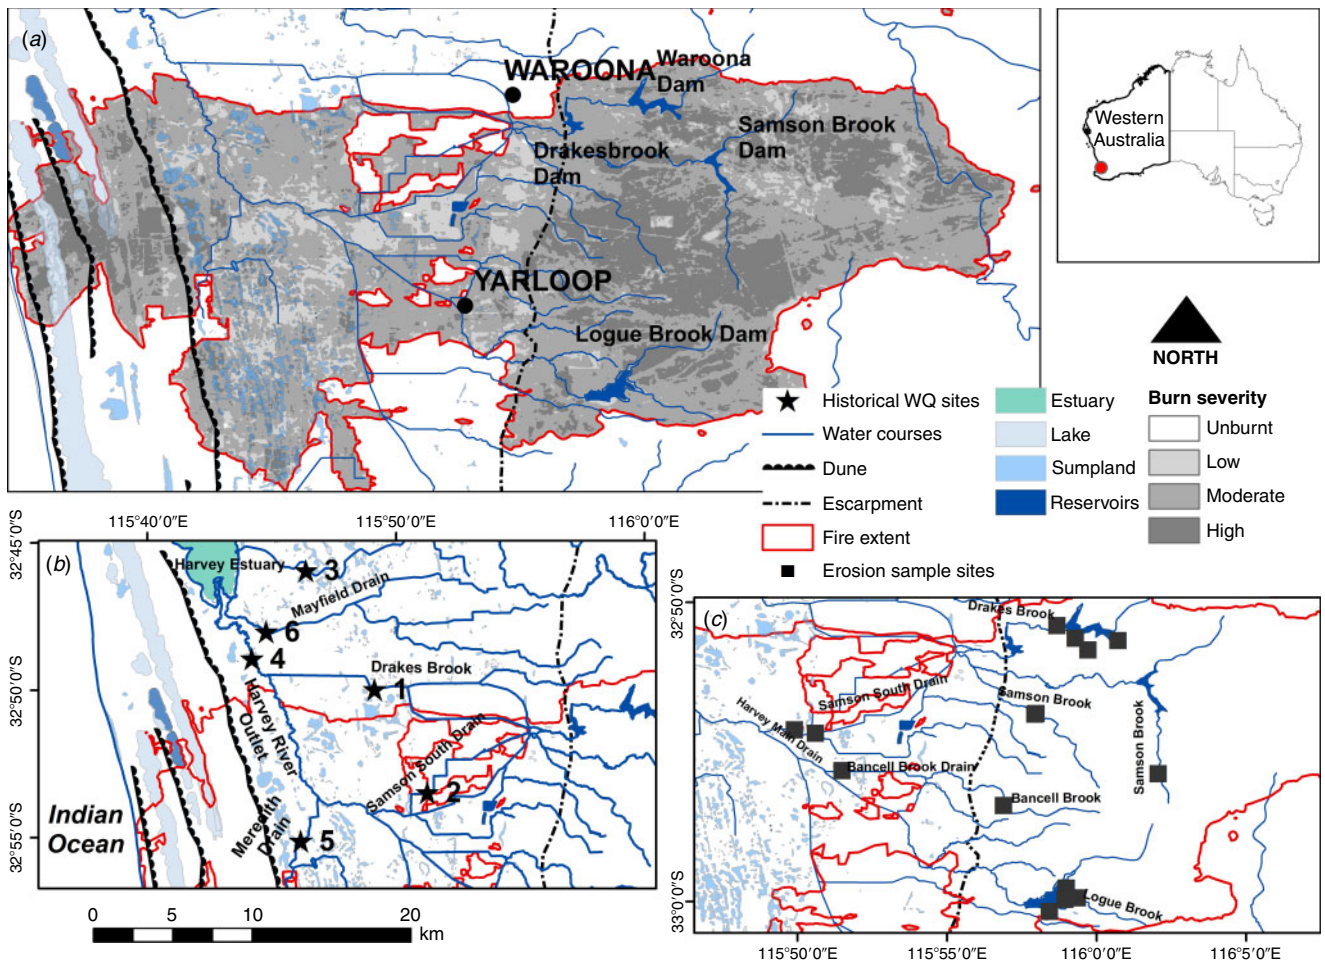 (a)
WAROONA
Waroona
Dam
Samson Brook
Dam
Drakesbrook
Dam
YARLOOP
Logue Brook Dam
Western
Australia
NORTH
Historical WQ sites
Water courses
Dune
Escarpment
Fire extent
Erosion sample sites
Estuary
Lake
Sumpland
Reservoirs
Burn severity
Unburnt
Low
Moderate
High
115°40′0″E
115°50′0″E
116°0′0″E
32°45′0″S
32°50′0″S
32°55′0″S
(b)
Harvey Estuary
3
Mayfield Drain
6
4
Drakes Brook
1
Harvey River
Outlet
Samson South Drain
2
Meredith
Drain
5
Indian
Ocean
0
5
10
20
km
(c)
32°50′0″S
33°0′0″S
Drakes Brook
Samson South Drain
Samson Brook
Harvey Main Drain
Samson Brook
Bancell Brook Drain
Bancell Brook
Logue Brook
115°50′0″E
115°55′0″E
116°0′0″E
116°5′0″E